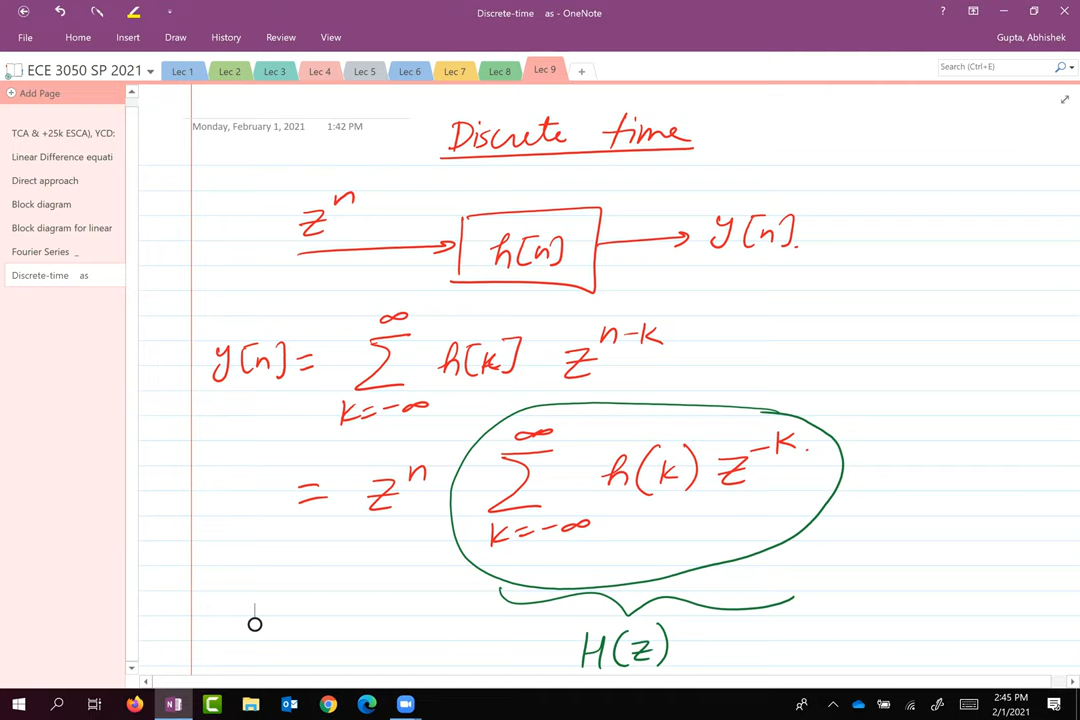 Discrete-time as - OneNote
File Home Insert Draw History Review View Help Gupta, Abhishek
ECE 3050 SP 2021 Lec 1 Lec 2 Lec 3 Lec 4 Lec 5 Lec 6 Lec 7 Lec 8 Lec 9 + Search (Ctrl+E)
Add Page
TCA & +25k ESCA), YCD:
Linear Difference equati
Direct approach
Block diagram
Block diagram for linear
Fourier Series _
Discrete-time as
Monday, February 1, 2021 1:42 PM
Discrete time
z^n h[n] y[n].
y[n] = ∑_{k=-∞}^{∞} h[k] z^{n-k}
= z^n ∑_{k=-∞}^{∞} h(k) z^{-k}.
H(z)
2:45 PM
2/1/2021